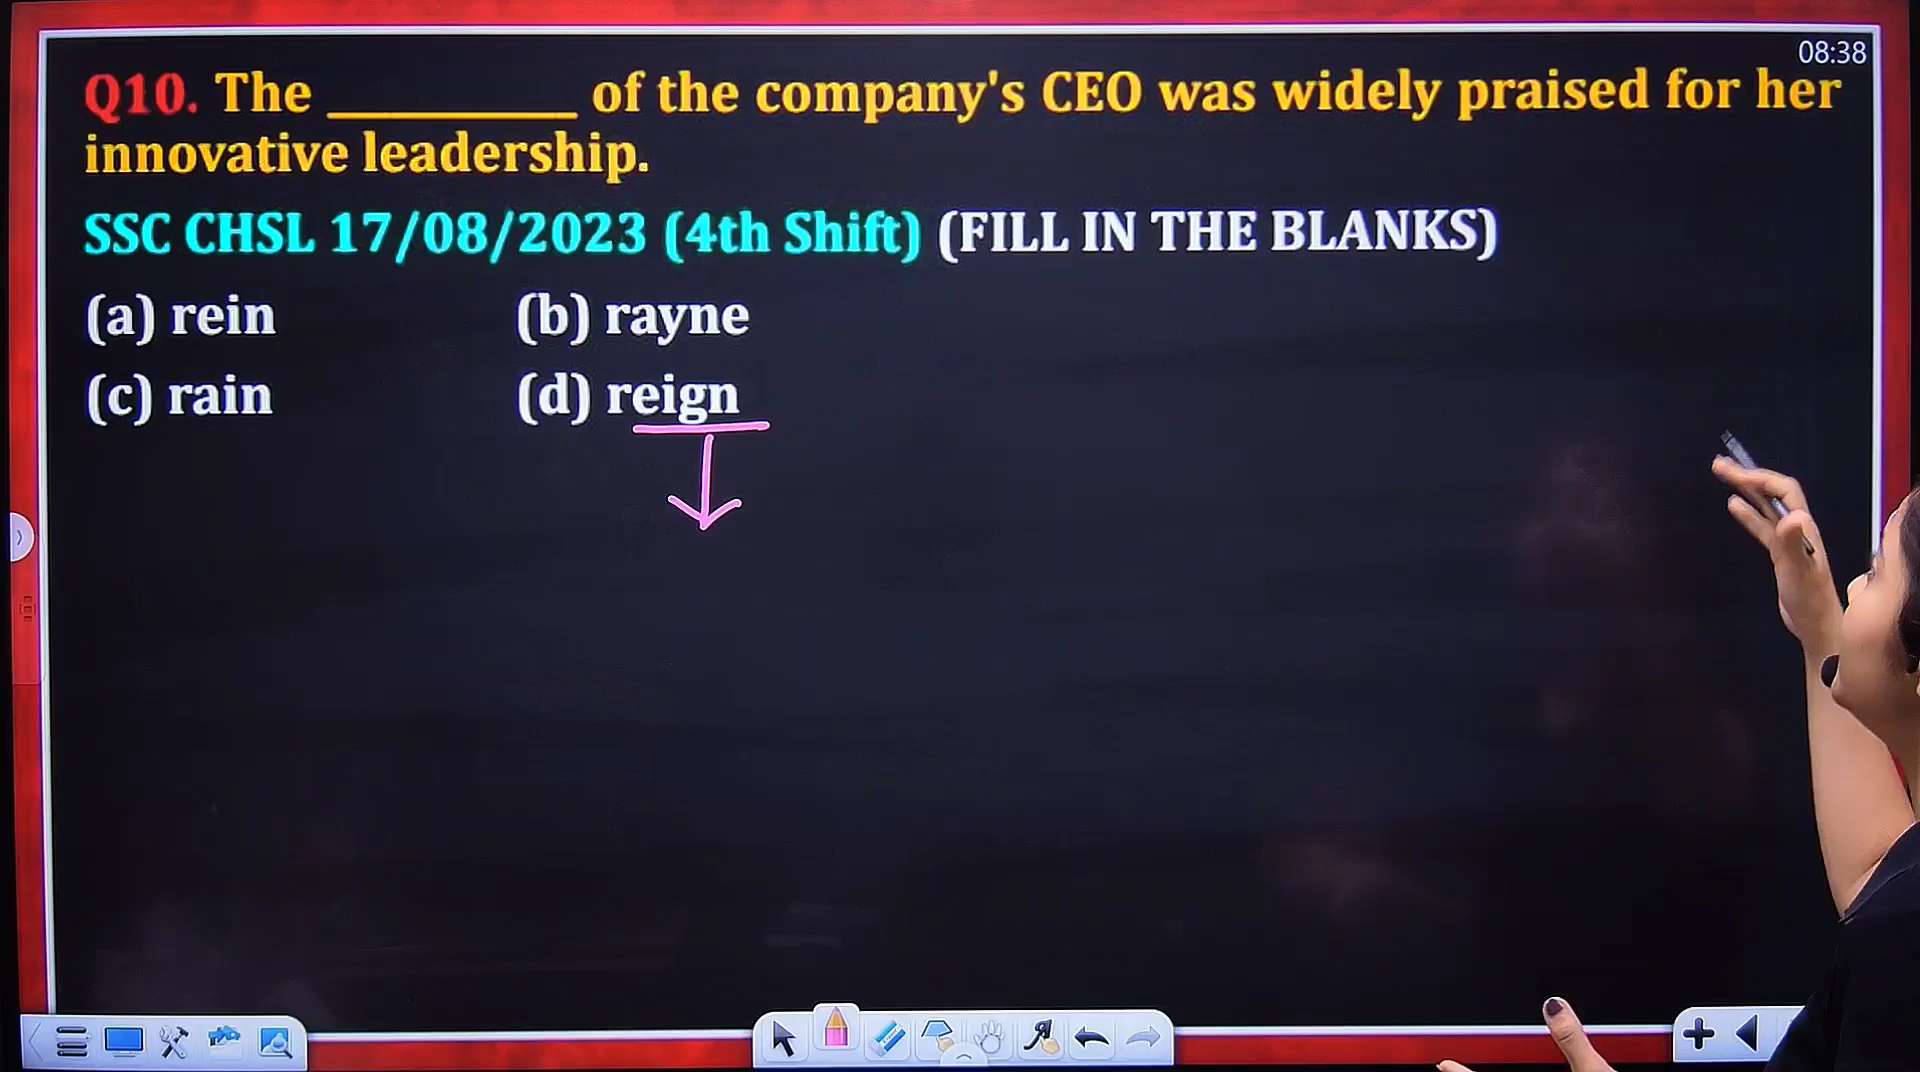 08:38
Q10. The __________ of the company's CEO was widely praised for her
innovative leadership.
SSC CHSL 17/08/2023 (4th Shift) (FILL IN THE BLANKS)
(a) rein (b) rayne
(c) rain (d) reign